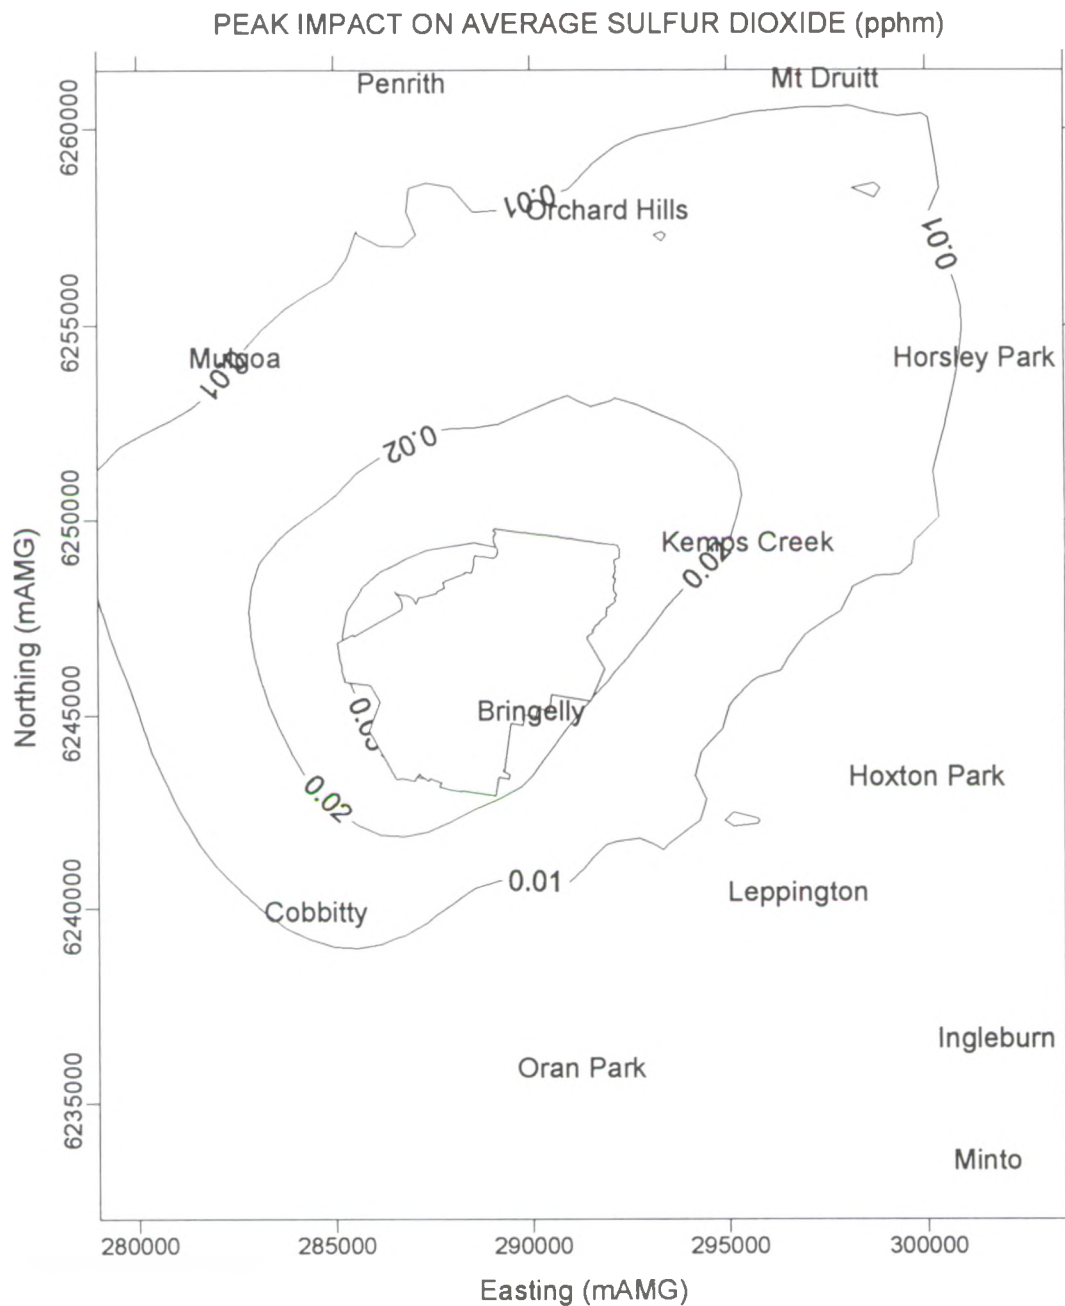 PEAK IMPACT ON AVERAGE SULFUR DIOXIDE (pphm)
Penrith
Mt Druitt
6260000
0.01
Orchard Hills
0.01
6255000
Mulgoa
0.01
Horsley Park
0.02
6250000
Kemps Creek
0.02
Northing (mAMG)
6245000
Bringelly
0.02
Hoxton Park
0.01
Leppington
6240000
Cobbitty
Ingleburn
Oran Park
6235000
Minto
280000
285000
290000
295000
300000
Easting (mAMG)